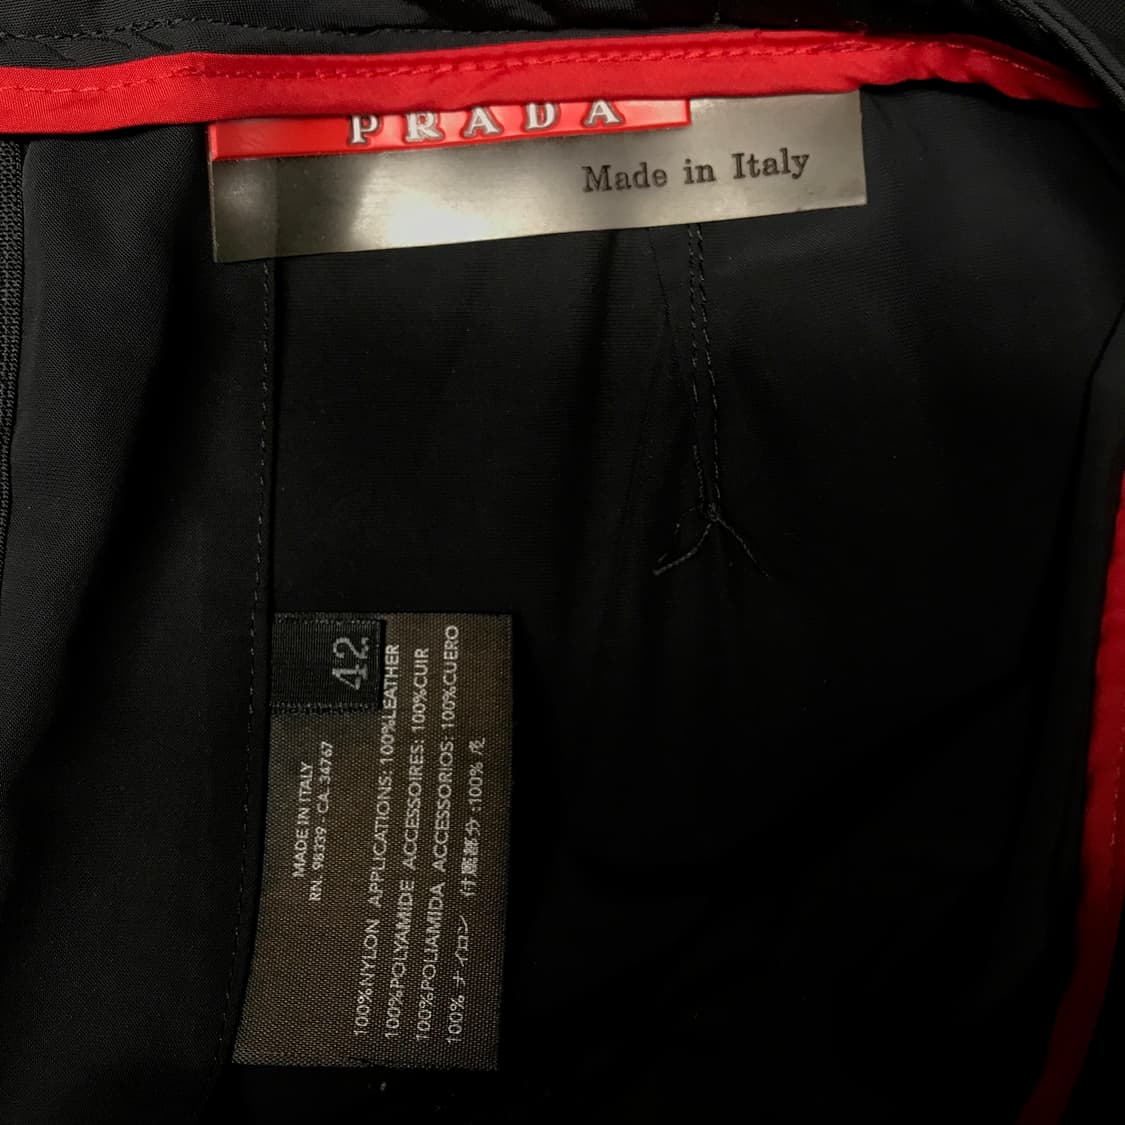 PRADA
Made in Italy
42
MADE IN ITALY
RN. 98339 - CA. 34767
100%NYLON APPLICATIONS: 100%LEATHER
100%POLYAMIDE ACCESSOIRES: 100%CUIR
100%POLIAMIDA ACCESSORIOS: 100%CUERO
100% ナイロン 付属部分 :100% 皮